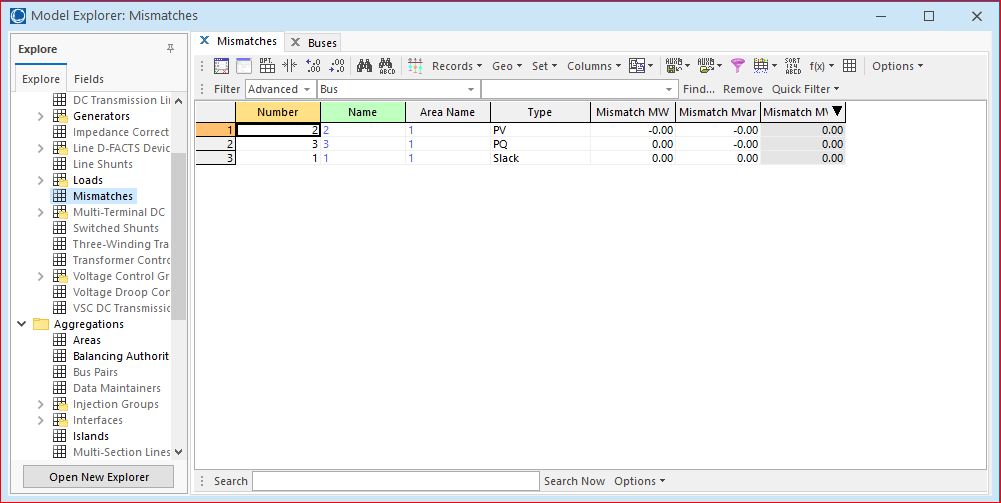 Model Explorer: Mismatches
Explore
Explore Fields
DC Transmission Li
Generators
Impedance Correct
Line D-FACTS Devic
Line Shunts
Loads
Mismatches
Multi-Terminal DC
Switched Shunts
Three-Winding Tra
Transformer Contro
Voltage Control Gr
Voltage Droop Con
VSC DC Transmissio
Aggregations
Areas
Balancing Authorit
Bus Pairs
Data Maintainers
Injection Groups
Interfaces
Islands
Multi-Section Lines
Open New Explorer
Mismatches Buses
Records Geo Set Columns f(x) Options
Filter Advanced Bus Find... Remove Quick Filter
Number Name Area Name Type Mismatch MW Mismatch Mvar Mismatch MV
1 2 2 1 PV -0.00 -0.00 0.00
2 3 3 1 PQ 0.00 -0.00 0.00
3 1 1 1 Slack 0.00 0.00 0.00
Search Search Now Options